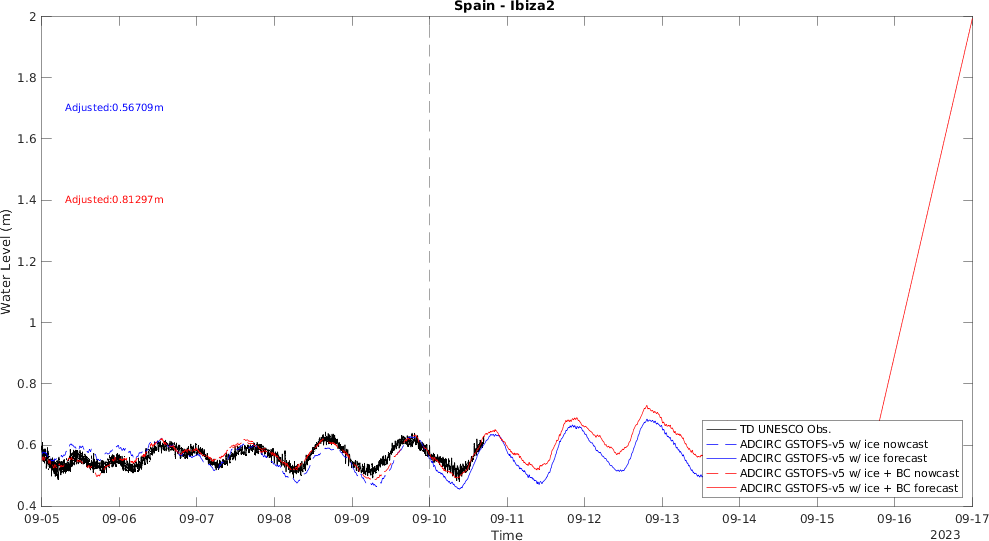 Spain - Ibiza2
2
1.8
1.6
1.4
1.2
1
0.8
0.6
0.4
Water Level (m)
Adjusted:0.56709m
Adjusted:0.81297m
TD UNESCO Obs.
ADCIRC GSTOFS-v5 w/ ice nowcast
ADCIRC GSTOFS-v5 w/ ice forecast
ADCIRC GSTOFS-v5 w/ ice + BC nowcast
ADCIRC GSTOFS-v5 w/ ice + BC forecast
09-05 09-06 09-07 09-08 09-09 09-10 09-11 09-12 09-13 09-14 09-15 09-16 09-17
Time
2023